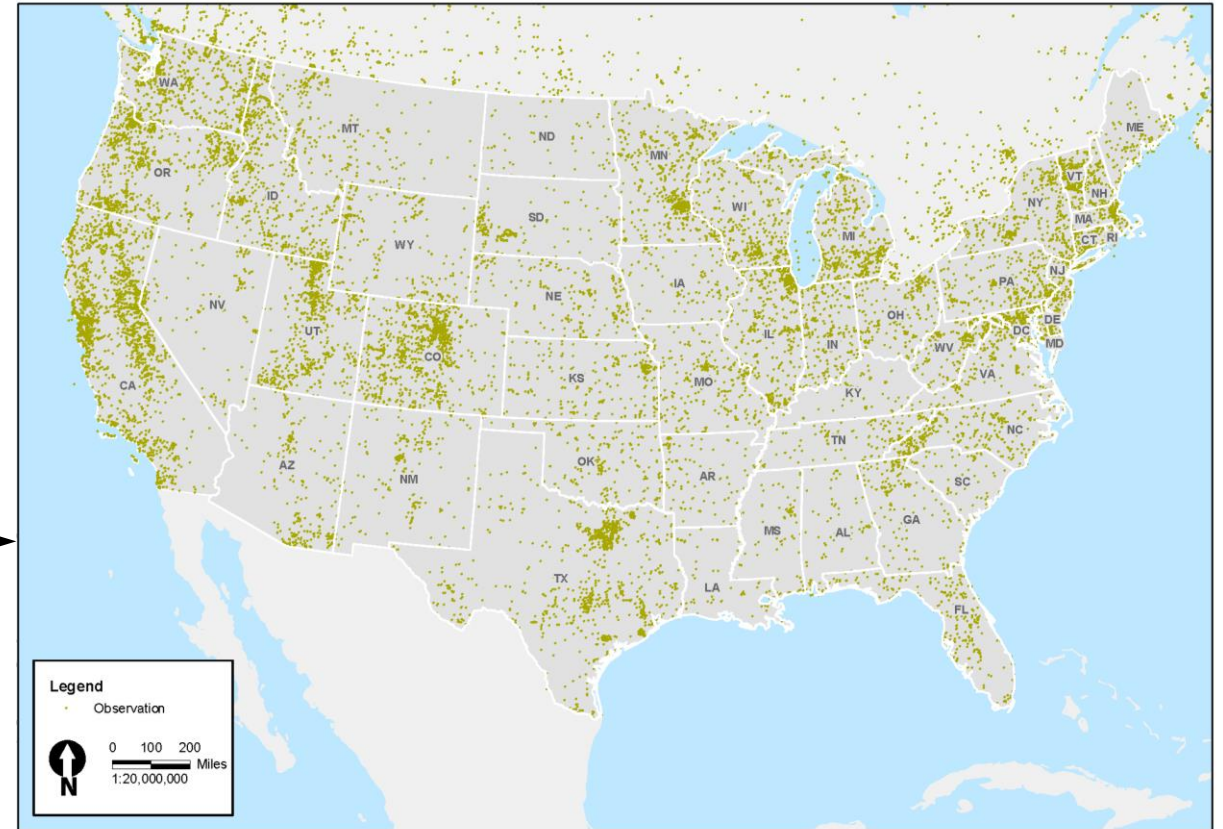 WA
MT
ND
MN
ME
OR
ID
SD
WI
MI
VT
NH
NY
MA
CT
RI
WY
IA
NE
PA
NJ
NV
UT
CO
IL
IN
OH
DE
DC
MD
WV
VA
CA
KS
MO
KY
NC
TN
AZ
NM
OK
AR
SC
MS
AL
GA
TX
LA
FL
Legend
Observation
0 100 200
Miles
1:20,000,000
N